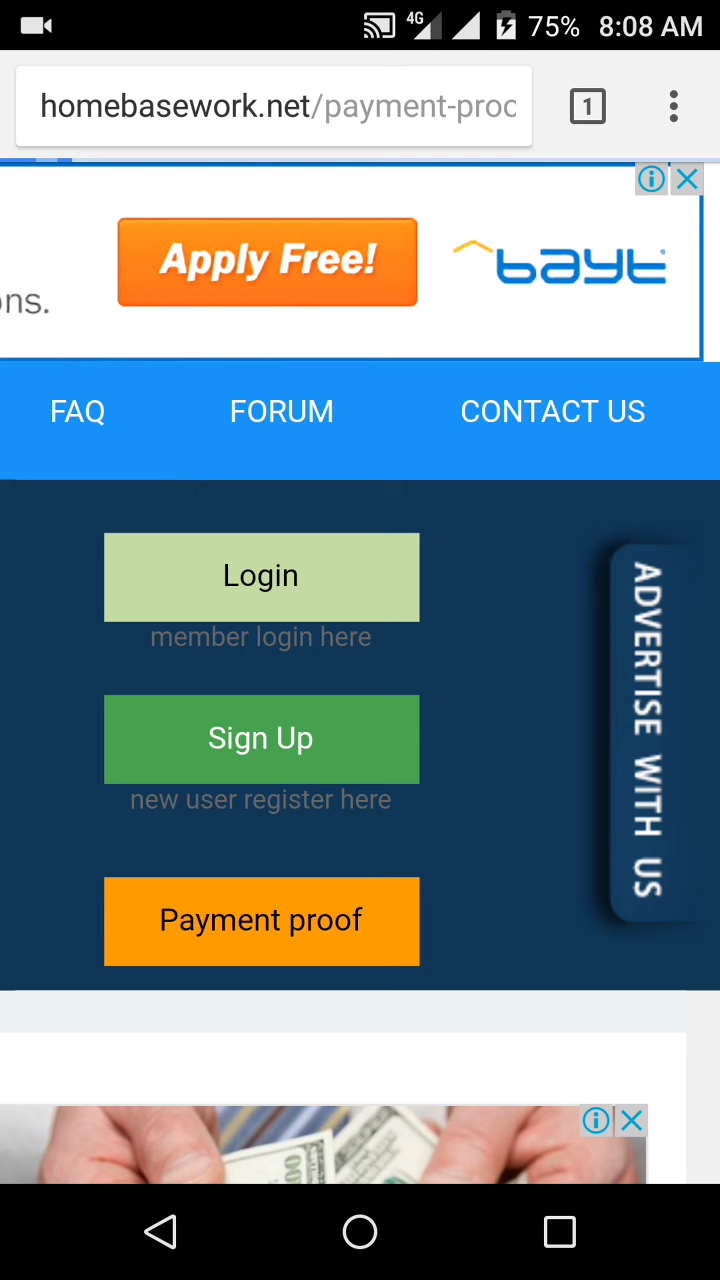 4G 75% 8:08 AM
homebasework.net/payment-proo
1
ons.
Apply Free!
bayt
FAQ FORUM CONTACT US
Login
member login here
Sign Up
new user register here
ADVERTISE WITH US
Payment proof